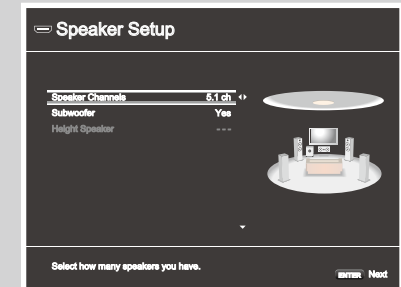 Speaker Setup
Speaker Channels 5.1 ch
Subwoofer Yes
Height Speaker ---
Select how many speakers you have.
ENTER Next